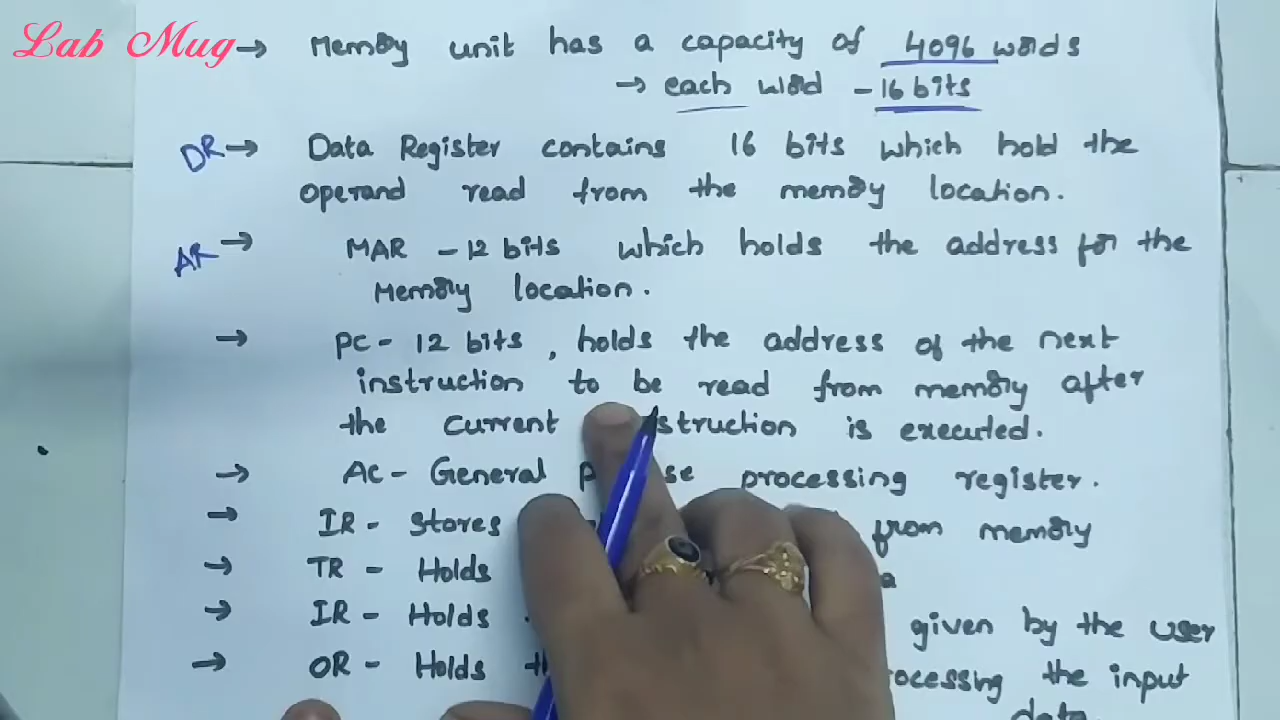 Lab Mug → Memory unit has a capacity of 4096 words
→ each word - 16 bits
DR → Data Register contains 16 bits which hold the
operand read from the memory location.
AR → MAR - 12 bits which holds the address for the
Memory location.
→ PC - 12 bits, holds the address of the next
instruction to be read from memory after
the current struction is executed.
→ AC - General se processing register.
→ IR - Stores from memory
→ TR - Holds a
→ IR - Holds given by the user
→ OR - Holds ocessing the input
data.